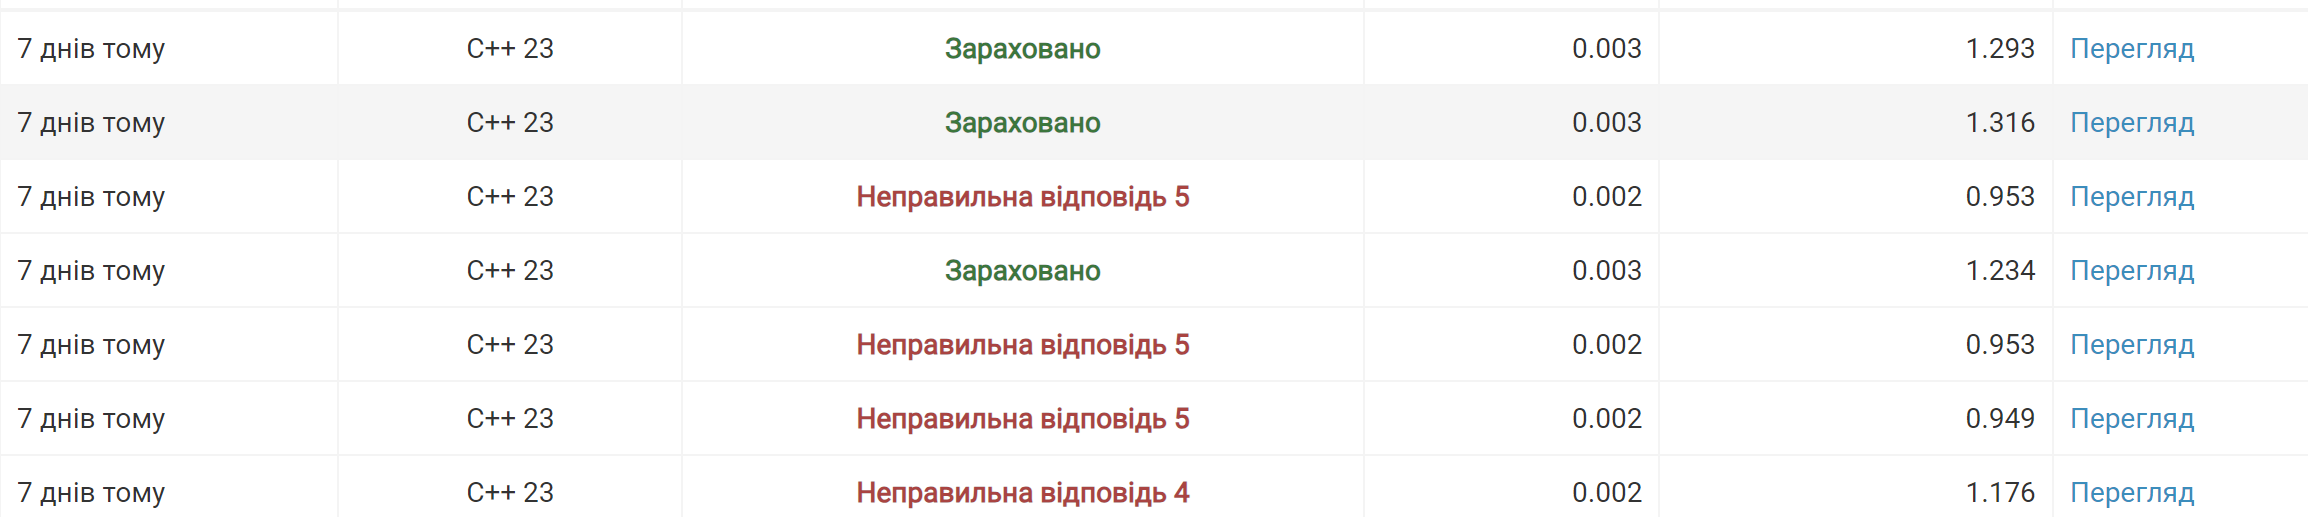 7 днів тому C++ 23 Зараховано 0.003 1.293 Перегляд
7 днів тому C++ 23 Зараховано 0.003 1.316 Перегляд
7 днів тому C++ 23 Неправильна відповідь 5 0.002 0.953 Перегляд
7 днів тому C++ 23 Зараховано 0.003 1.234 Перегляд
7 днів тому C++ 23 Неправильна відповідь 5 0.002 0.953 Перегляд
7 днів тому C++ 23 Неправильна відповідь 5 0.002 0.949 Перегляд
7 днів тому C++ 23 Неправильна відповідь 4 0.002 1.176 Перегляд